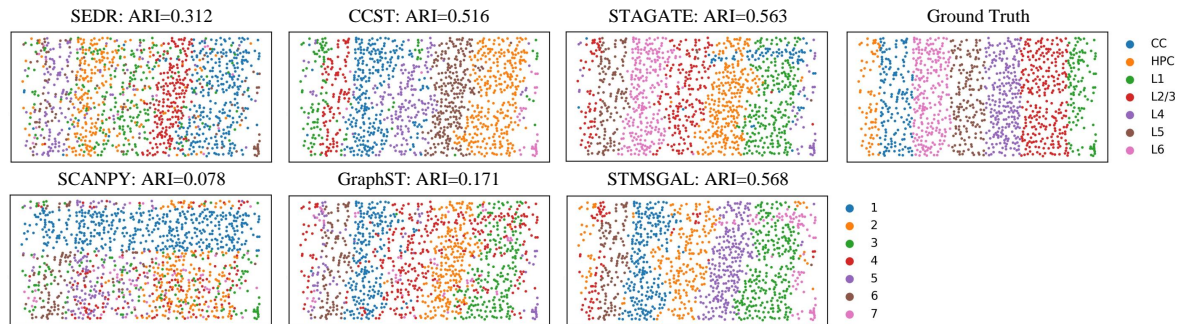 SEDR: ARI=0.312
CCST: ARI=0.516
STAGATE: ARI=0.563
Ground Truth
CC
HPC
L1
L2/3
L4
L5
L6
SCANPY: ARI=0.078
GraphST: ARI=0.171
STMSGAL: ARI=0.568
1
2
3
4
5
6
7